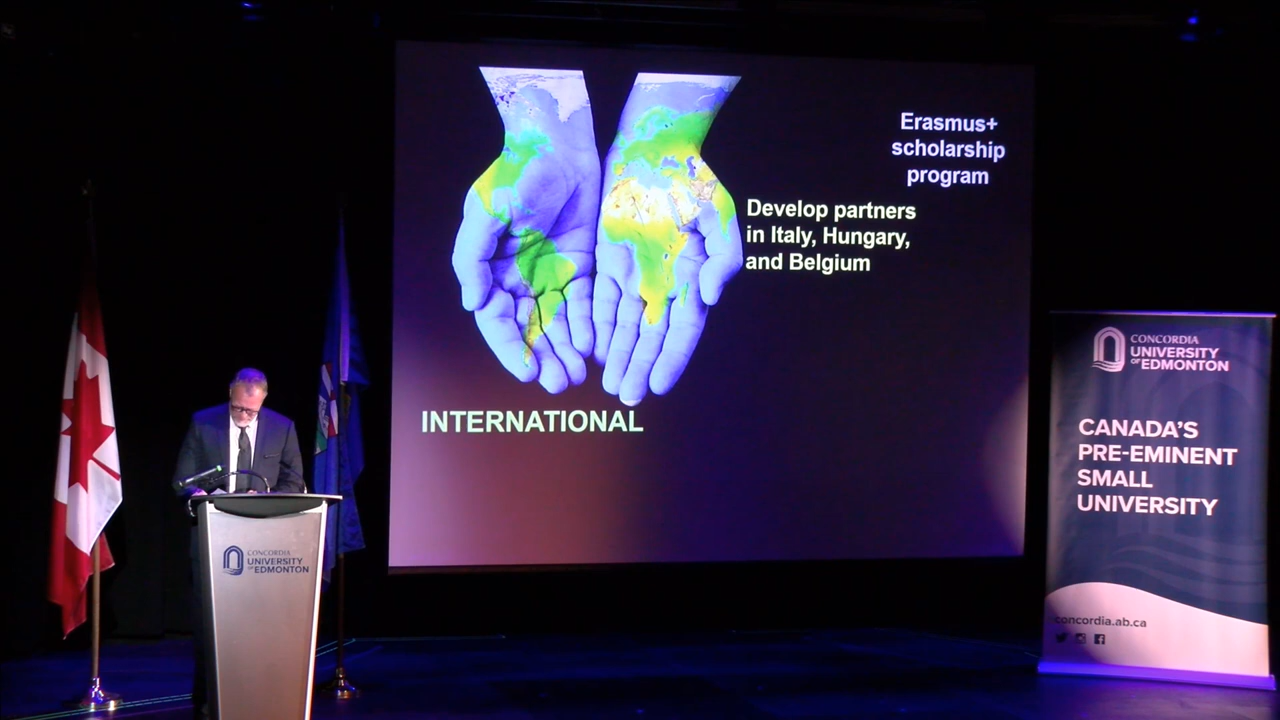 Erasmus+
scholarship
program
Develop partners
in Italy, Hungary,
and Belgium
INTERNATIONAL
CONCORDIA
UNIVERSITY
OF EDMONTON
CONCORDIA
UNIVERSITY
OF EDMONTON
CANADA'S
PRE-EMINENT
SMALL
UNIVERSITY
concordia.ab.ca